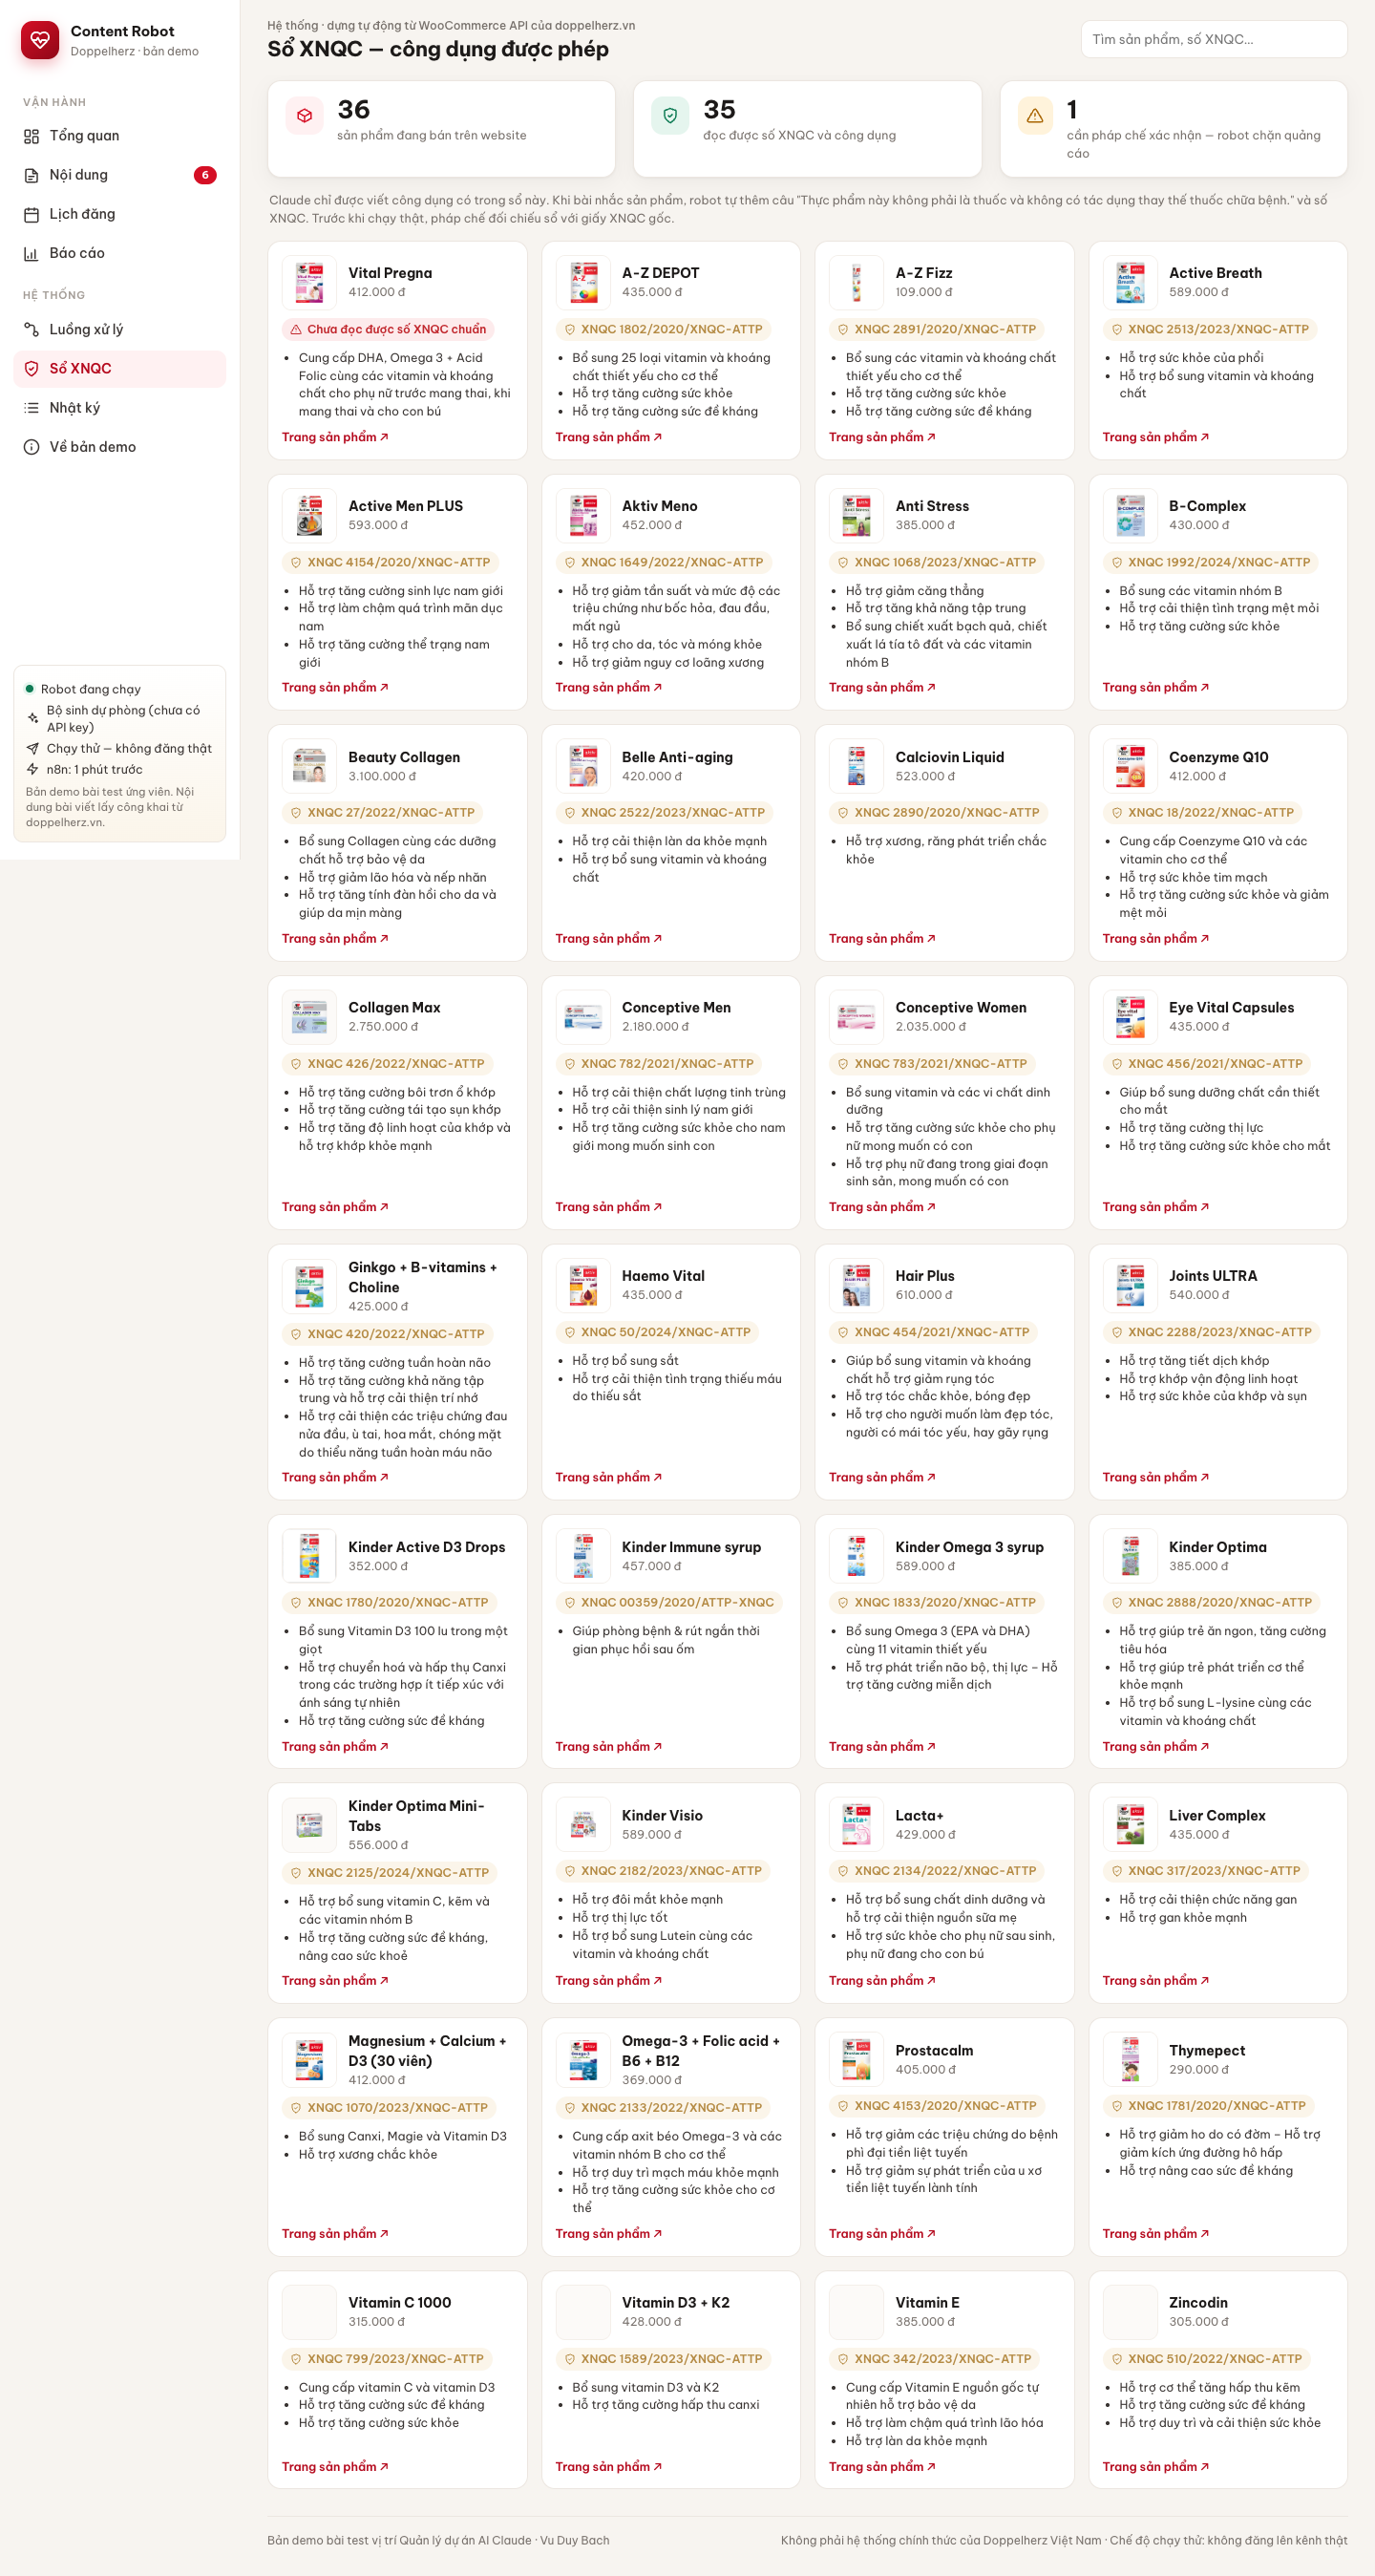 Content Robot
Doppelherz · bản demo
VẬN HÀNH
Tổng quan
Nội dung
6
Lịch đăng
Báo cáo
HỆ THỐNG
Luồng xử lý
Sổ XNQC
Nhật ký
Về bản demo
Robot đang chạy
Bộ sinh dự phòng (chưa có
API key)
Chạy thử — không đăng thật
n8n: 1 phút trước
Bản demo bài test ứng viên. Nội
dung bài viết lấy công khai từ
doppelherz.vn.
Hệ thống · dựng tự động từ WooCommerce API của doppelherz.vn
Sổ XNQC — công dụng được phép
Tìm sản phẩm, số XNQC...
36
sản phẩm đang bán trên website
35
đọc được số XNQC và công dụng
1
cần pháp chế xác nhận — robot chặn quảng
cáo
Claude chỉ được viết công dụng có trong sổ này. Khi bài nhắc sản phẩm, robot tự thêm câu "Thực phẩm này không phải là thuốc và không có tác dụng thay thế thuốc chữa bệnh." và số
XNQC. Trước khi chạy thật, pháp chế đối chiếu sổ với giấy XNQC gốc.
Vital Pregna
412.000 đ
Chưa đọc được số XNQC chuẩn
Cung cấp DHA, Omega 3 + Acid
Folic cùng các vitamin và khoáng
chất cho phụ nữ trước mang thai, khi
mang thai và cho con bú
Trang sản phẩm ↗
A-Z DEPOT
435.000 đ
XNQC 1802/2020/XNQC-ATTP
Bổ sung 25 loại vitamin và khoáng
chất thiết yếu cho cơ thể
Hỗ trợ tăng cường sức khỏe
Hỗ trợ tăng cường sức đề kháng
Trang sản phẩm ↗
A-Z Fizz
109.000 đ
XNQC 2891/2020/XNQC-ATTP
Bổ sung các vitamin và khoáng chất
thiết yếu cho cơ thể
Hỗ trợ tăng cường sức khỏe
Hỗ trợ tăng cường sức đề kháng
Trang sản phẩm ↗
Active Breath
589.000 đ
XNQC 2513/2023/XNQC-ATTP
Hỗ trợ sức khỏe của phổi
Hỗ trợ bổ sung vitamin và khoáng
chất
Trang sản phẩm ↗
Active Men PLUS
593.000 đ
XNQC 4154/2020/XNQC-ATTP
Hỗ trợ tăng cường sinh lực nam giới
Hỗ trợ làm chậm quá trình mãn dục
nam
Hỗ trợ tăng cường thể trạng nam
giới
Trang sản phẩm ↗
Aktiv Meno
452.000 đ
XNQC 1649/2022/XNQC-ATTP
Hỗ trợ giảm tần suất và mức độ các
triệu chứng như bốc hỏa, đau đầu,
mất ngủ
Hỗ trợ cho da, tóc và móng khỏe
Hỗ trợ giảm nguy cơ loãng xương
Trang sản phẩm ↗
Anti Stress
385.000 đ
XNQC 1068/2023/XNQC-ATTP
Hỗ trợ giảm căng thẳng
Hỗ trợ tăng khả năng tập trung
Bổ sung chiết xuất bạch quả, chiết
xuất lá tía tô đất và các vitamin
nhóm B
Trang sản phẩm ↗
B-Complex
430.000 đ
XNQC 1992/2024/XNQC-ATTP
Bổ sung các vitamin nhóm B
Hỗ trợ cải thiện tình trạng mệt mỏi
Hỗ trợ tăng cường sức khỏe
Trang sản phẩm ↗
Beauty Collagen
3.100.000 đ
XNQC 27/2022/XNQC-ATTP
Bổ sung Collagen cùng các dưỡng
chất hỗ trợ bảo vệ da
Hỗ trợ giảm lão hóa và nếp nhăn
Hỗ trợ tăng tính đàn hồi cho da và
giúp da mịn màng
Trang sản phẩm ↗
Belle Anti-aging
420.000 đ
XNQC 2522/2023/XNQC-ATTP
Hỗ trợ cải thiện làn da khỏe mạnh
Hỗ trợ bổ sung vitamin và khoáng
chất
Trang sản phẩm ↗
Calciovin Liquid
523.000 đ
XNQC 2890/2020/XNQC-ATTP
Hỗ trợ xương, răng phát triển chắc
khỏe
Trang sản phẩm ↗
Coenzyme Q10
412.000 đ
XNQC 18/2022/XNQC-ATTP
Cung cấp Coenzyme Q10 và các
vitamin cho cơ thể
Hỗ trợ sức khỏe tim mạch
Hỗ trợ tăng cường sức khỏe và giảm
mệt mỏi
Trang sản phẩm ↗
Collagen Max
2.750.000 đ
XNQC 426/2022/XNQC-ATTP
Hỗ trợ tăng cường bôi trơn ổ khớp
Hỗ trợ tăng cường tái tạo sụn khớp
Hỗ trợ tăng độ linh hoạt của khớp và
hỗ trợ khớp khỏe mạnh
Trang sản phẩm ↗
Conceptive Men
2.180.000 đ
XNQC 782/2021/XNQC-ATTP
Hỗ trợ cải thiện chất lượng tinh trùng
Hỗ trợ cải thiện sinh lý nam giới
Hỗ trợ tăng cường sức khỏe cho nam
giới mong muốn sinh con
Trang sản phẩm ↗
Conceptive Women
2.035.000 đ
XNQC 783/2021/XNQC-ATTP
Bổ sung vitamin và các vi chất dinh
dưỡng
Hỗ trợ tăng cường sức khỏe cho phụ
nữ mong muốn có con
Hỗ trợ phụ nữ đang trong giai đoạn
sinh sản, mong muốn có con
Trang sản phẩm ↗
Eye Vital Capsules
435.000 đ
XNQC 456/2021/XNQC-ATTP
Giúp bổ sung dưỡng chất cần thiết
cho mắt
Hỗ trợ tăng cường thị lực
Hỗ trợ tăng cường sức khỏe cho mắt
Trang sản phẩm ↗
Ginkgo + B-vitamins +
Choline
425.000 đ
XNQC 420/2022/XNQC-ATTP
Hỗ trợ tăng cường tuần hoàn não
Hỗ trợ tăng cường khả năng tập
trung và hỗ trợ cải thiện trí nhớ
Hỗ trợ cải thiện các triệu chứng đau
nửa đầu, ù tai, hoa mắt, chóng mặt
do thiểu năng tuần hoàn máu não
Trang sản phẩm ↗
Haemo Vital
435.000 đ
XNQC 50/2024/XNQC-ATTP
Hỗ trợ bổ sung sắt
Hỗ trợ cải thiện tình trạng thiếu máu
do thiếu sắt
Trang sản phẩm ↗
Hair Plus
610.000 đ
XNQC 454/2021/XNQC-ATTP
Giúp bổ sung vitamin và khoáng
chất hỗ trợ giảm rụng tóc
Hỗ trợ tóc chắc khỏe, bóng đẹp
Hỗ trợ cho người muốn làm đẹp tóc,
người có mái tóc yếu, hay gãy rụng
Trang sản phẩm ↗
Joints ULTRA
540.000 đ
XNQC 2288/2023/XNQC-ATTP
Hỗ trợ tăng tiết dịch khớp
Hỗ trợ khớp vận động linh hoạt
Hỗ trợ sức khỏe của khớp và sụn
Trang sản phẩm ↗
Kinder Active D3 Drops
352.000 đ
XNQC 1780/2020/XNQC-ATTP
Bổ sung Vitamin D3 100 Iu trong một
giọt
Hỗ trợ chuyển hoá và hấp thụ Canxi
trong các trường hợp ít tiếp xúc với
ánh sáng tự nhiên
Hỗ trợ tăng cường sức đề kháng
Trang sản phẩm ↗
Kinder Immune syrup
457.000 đ
XNQC 00359/2020/ATTP-XNQC
Giúp phòng bệnh & rút ngắn thời
gian phục hồi sau ốm
Trang sản phẩm ↗
Kinder Omega 3 syrup
589.000 đ
XNQC 1833/2020/XNQC-ATTP
Bổ sung Omega 3 (EPA và DHA)
cùng 11 vitamin thiết yếu
Hỗ trợ phát triển não bộ, thị lực – Hỗ
trợ tăng cường miễn dịch
Trang sản phẩm ↗
Kinder Optima
385.000 đ
XNQC 2888/2020/XNQC-ATTP
Hỗ trợ giúp trẻ ăn ngon, tăng cường
tiêu hóa
Hỗ trợ giúp trẻ phát triển cơ thể
khỏe mạnh
Hỗ trợ bổ sung L-lysine cùng các
vitamin và khoáng chất
Trang sản phẩm ↗
Kinder Optima Mini-
Tabs
556.000 đ
XNQC 2125/2024/XNQC-ATTP
Hỗ trợ bổ sung vitamin C, kẽm và
các vitamin nhóm B
Hỗ trợ tăng cường sức đề kháng,
nâng cao sức khoẻ
Trang sản phẩm ↗
Kinder Visio
589.000 đ
XNQC 2182/2023/XNQC-ATTP
Hỗ trợ đôi mắt khỏe mạnh
Hỗ trợ thị lực tốt
Hỗ trợ bổ sung Lutein cùng các
vitamin và khoáng chất
Trang sản phẩm ↗
Lacta+
429.000 đ
XNQC 2134/2022/XNQC-ATTP
Hỗ trợ bổ sung chất dinh dưỡng và
hỗ trợ cải thiện nguồn sữa mẹ
Hỗ trợ sức khỏe cho phụ nữ sau sinh,
phụ nữ đang cho con bú
Trang sản phẩm ↗
Liver Complex
435.000 đ
XNQC 317/2023/XNQC-ATTP
Hỗ trợ cải thiện chức năng gan
Hỗ trợ gan khỏe mạnh
Trang sản phẩm ↗
Magnesium + Calcium +
D3 (30 viên)
412.000 đ
XNQC 1070/2023/XNQC-ATTP
Bổ sung Canxi, Magie và Vitamin D3
Hỗ trợ xương chắc khỏe
Trang sản phẩm ↗
Omega-3 + Folic acid +
B6 + B12
369.000 đ
XNQC 2133/2022/XNQC-ATTP
Cung cấp axit béo Omega-3 và các
vitamin nhóm B cho cơ thể
Hỗ trợ duy trì mạch máu khỏe mạnh
Hỗ trợ tăng cường sức khỏe cho cơ
thể
Trang sản phẩm ↗
Prostacalm
405.000 đ
XNQC 4153/2020/XNQC-ATTP
Hỗ trợ giảm các triệu chứng do bệnh
phì đại tiền liệt tuyến
Hỗ trợ giảm sự phát triển của u xơ
tiền liệt tuyến lành tính
Trang sản phẩm ↗
Thymepect
290.000 đ
XNQC 1781/2020/XNQC-ATTP
Hỗ trợ giảm ho do có đờm – Hỗ trợ
giảm kích ứng đường hô hấp
Hỗ trợ nâng cao sức đề kháng
Trang sản phẩm ↗
Vitamin C 1000
315.000 đ
XNQC 799/2023/XNQC-ATTP
Cung cấp vitamin C và vitamin D3
Hỗ trợ tăng cường sức đề kháng
Hỗ trợ tăng cường sức khỏe
Trang sản phẩm ↗
Vitamin D3 + K2
428.000 đ
XNQC 1589/2023/XNQC-ATTP
Bổ sung vitamin D3 và K2
Hỗ trợ tăng cường hấp thu canxi
Trang sản phẩm ↗
Vitamin E
385.000 đ
XNQC 342/2023/XNQC-ATTP
Cung cấp Vitamin E nguồn gốc tự
nhiên hỗ trợ bảo vệ da
Hỗ trợ làm chậm quá trình lão hóa
Hỗ trợ làn da khỏe mạnh
Trang sản phẩm ↗
Zincodin
305.000 đ
XNQC 510/2022/XNQC-ATTP
Hỗ trợ cơ thể tăng hấp thu kẽm
Hỗ trợ tăng cường sức đề kháng
Hỗ trợ duy trì và cải thiện sức khỏe
Trang sản phẩm ↗
Bản demo bài test vị trí Quản lý dự án AI Claude · Vu Duy Bach
Không phải hệ thống chính thức của Doppelherz Việt Nam · Chế độ chạy thử: không đăng lên kênh thật